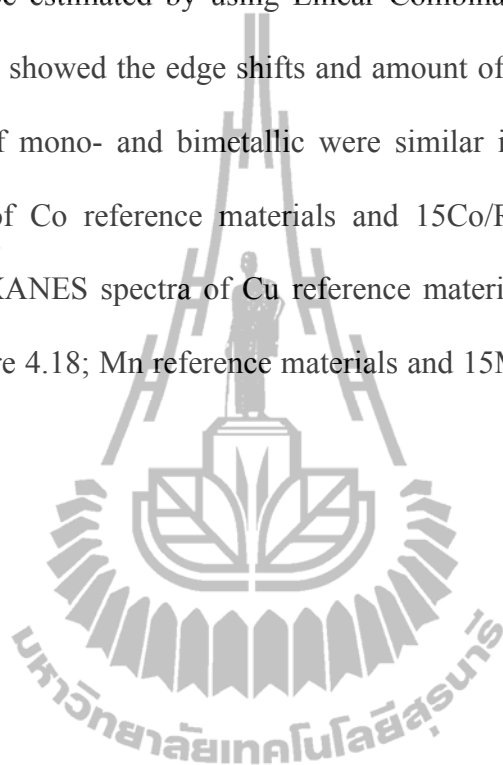 estimated by using Linear Combina
showed the edge shifts and amount of
mono- and bimetallic were similar i
of Co reference materials and 15Co/
XANES spectra of Cu reference materi
re 4.18; Mn reference materials and 15M
มหาวิทยาลัยเทคโนโลยีสุรนารี